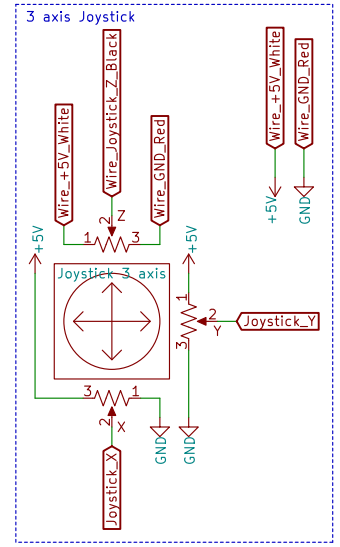 3 axis Joystick
Wire_+5V_White
Wire_Joystick_Z_Black
Wire_GND_Red
Wire_+5V_White
Wire_GND_Red
2
Z
1
3
+5V
GND
+5V
+5V
Joystick 3 axis
1
2
Joystick_Y
Y
3
3
1
2
X
GND
GND
Joystick_X